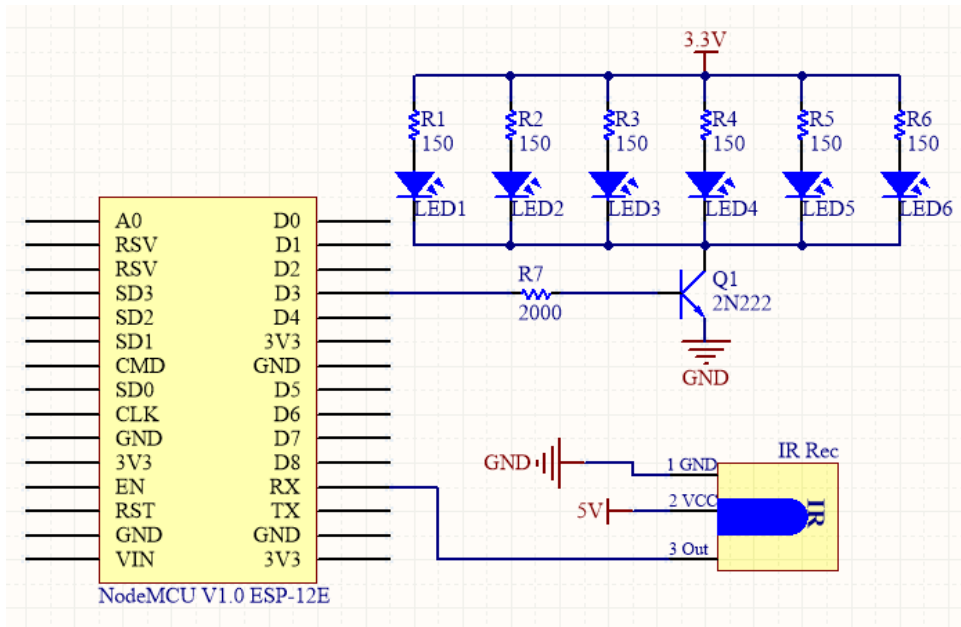 3.3V
R1
150
R2
150
R3
150
R4
150
R5
150
R6
150
LED1
LED2
LED3
LED4
LED5
LED6
A0
RSV
RSV
SD3
SD2
SD1
CMD
SD0
CLK
GND
3V3
EN
RST
GND
VIN
D0
D1
D2
D3
D4
3V3
GND
D5
D6
D7
D8
RX
TX
GND
3V3
NodeMCU V1.0 ESP-12E
R7
2000
Q1
2N222
GND
IR Rec
GND
1 GND
5V
2 VCC
3 Out
IR